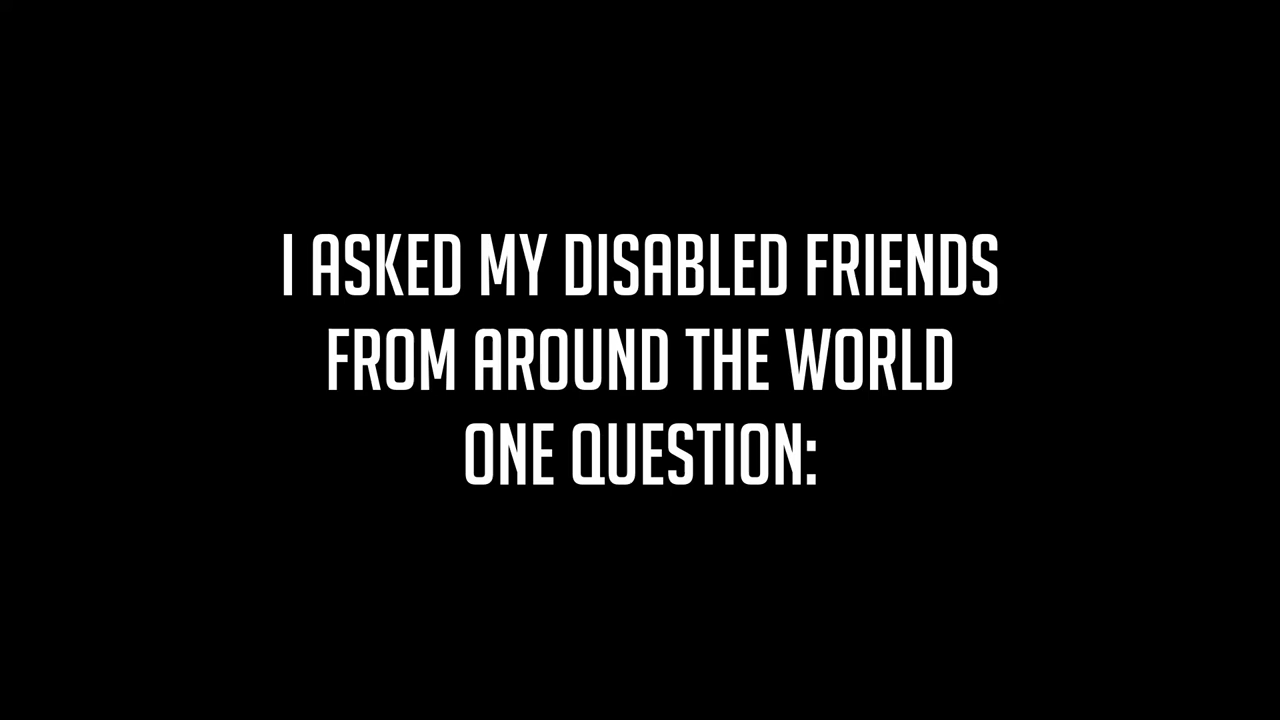 I ASKED MY DISABLED FRIENDS
FROM AROUND THE WORLD
ONE QUESTION: